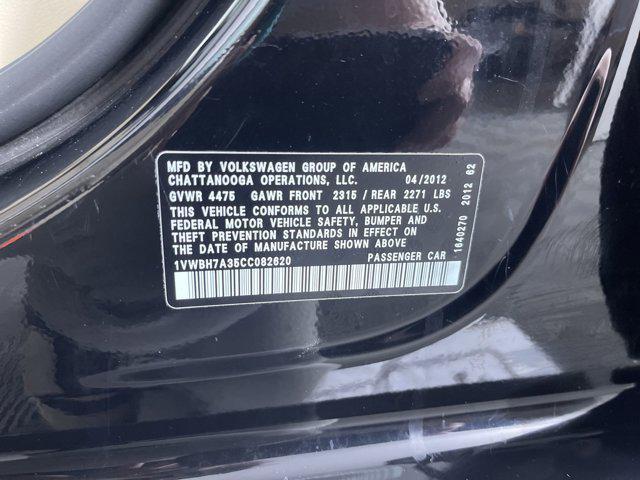 MFD BY VOLKSWAGEN GROUP OF AMERICA
CHATTANOOGA OPERATIONS, LLC. 04/2012
GVWR 4475 GAWR FRONT 2315 / REAR 2271 LBS
THIS VEHICLE CONFORMS TO ALL APPLICABLE U.S.
FEDERAL MOTOR VEHICLE SAFETY, BUMPER AND
THEFT PREVENTION STANDARDS IN EFFECT ON
THE DATE OF MANUFACTURE SHOWN ABOVE
1VWBH7A35CC082620 PASSENGER CAR
1640270 2012 62